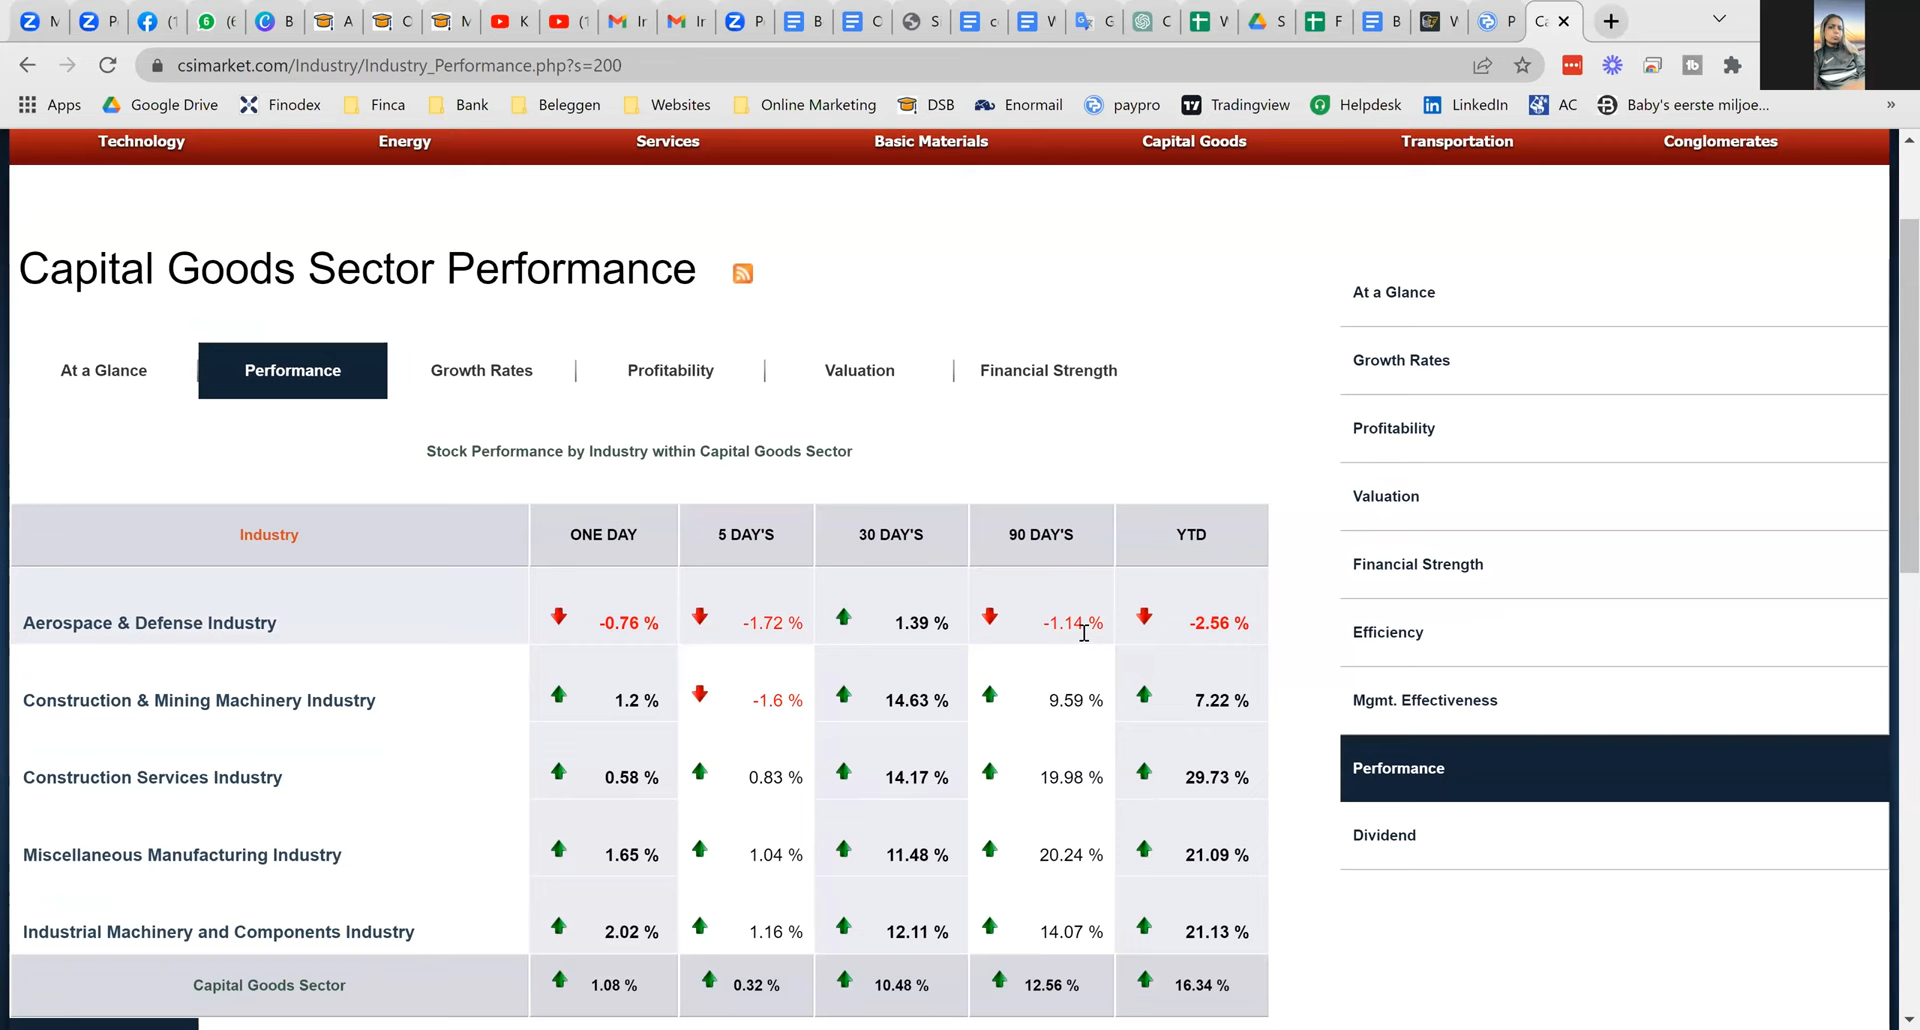 M P (1 6 ( B A C M K (1 Ir Ir P B C S c V G C V S F B V P Ca
csimarket.com/Industry/Industry_Performance.php?s=200
Apps Google Drive Finodex Finca Bank Beleggen Websites Online Marketing DSB Enormail paypro Tradingview Helpdesk LinkedIn AC Baby's eerste miljoe... »
Technology Energy Services Basic Materials Capital Goods Transportation Conglomerates
Capital Goods Sector Performance
At a Glance Performance Growth Rates Profitability Valuation Financial Strength
Stock Performance by Industry within Capital Goods Sector
Industry ONE DAY 5 DAY'S 30 DAY'S 90 DAY'S YTD
Aerospace & Defense Industry -0.76 % -1.72 % 1.39 % -1.14 % -2.56 %
Construction & Mining Machinery Industry 1.2 % -1.6 % 14.63 % 9.59 % 7.22 %
Construction Services Industry 0.58 % 0.83 % 14.17 % 19.98 % 29.73 %
Miscellaneous Manufacturing Industry 1.65 % 1.04 % 11.48 % 20.24 % 21.09 %
Industrial Machinery and Components Industry 2.02 % 1.16 % 12.11 % 14.07 % 21.13 %
Capital Goods Sector 1.08 % 0.32 % 10.48 % 12.56 % 16.34 %
At a Glance
Growth Rates
Profitability
Valuation
Financial Strength
Efficiency
Mgmt. Effectiveness
Performance
Dividend